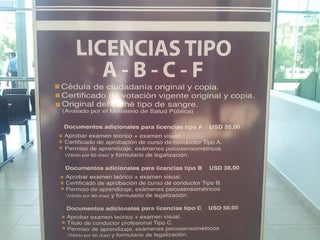 LICENCIAS TIPO
A - B - C - F
Cédula de ciudadanía original y copia.
Certificado de votación vigente original y copia.
Original del carné tipo de sangre.
(Avalado por el Ministerio de Salud Pública)
Documentos adicionales para licencias tipo A USD 35,00
Aprobar examen teórico + examen visual.
Certificado de aprobación de curso de conductor Tipo A.
Permiso de aprendizaje, exámenes psicosensométricos
(Válido por 60 días) y formulario de legalización.
Documentos adicionales para licencias tipo B USD 38,00
Aprobar examen teórico + examen visual.
Certificado de aprobación de conductor Tipo B.
Permiso de aprendizaje, exámenes psicosensométricos
(Válido por 60 días) y formulario de legalización.
Documentos adicionales para licencias tipo C USD 50,00
Aprobar examen teórico + examen visual.
Título de conductor profesional Tipo C.
Permiso de aprendizaje, exámenes psicosensométricos
(Válido por 60 días) y formulario de legalización.